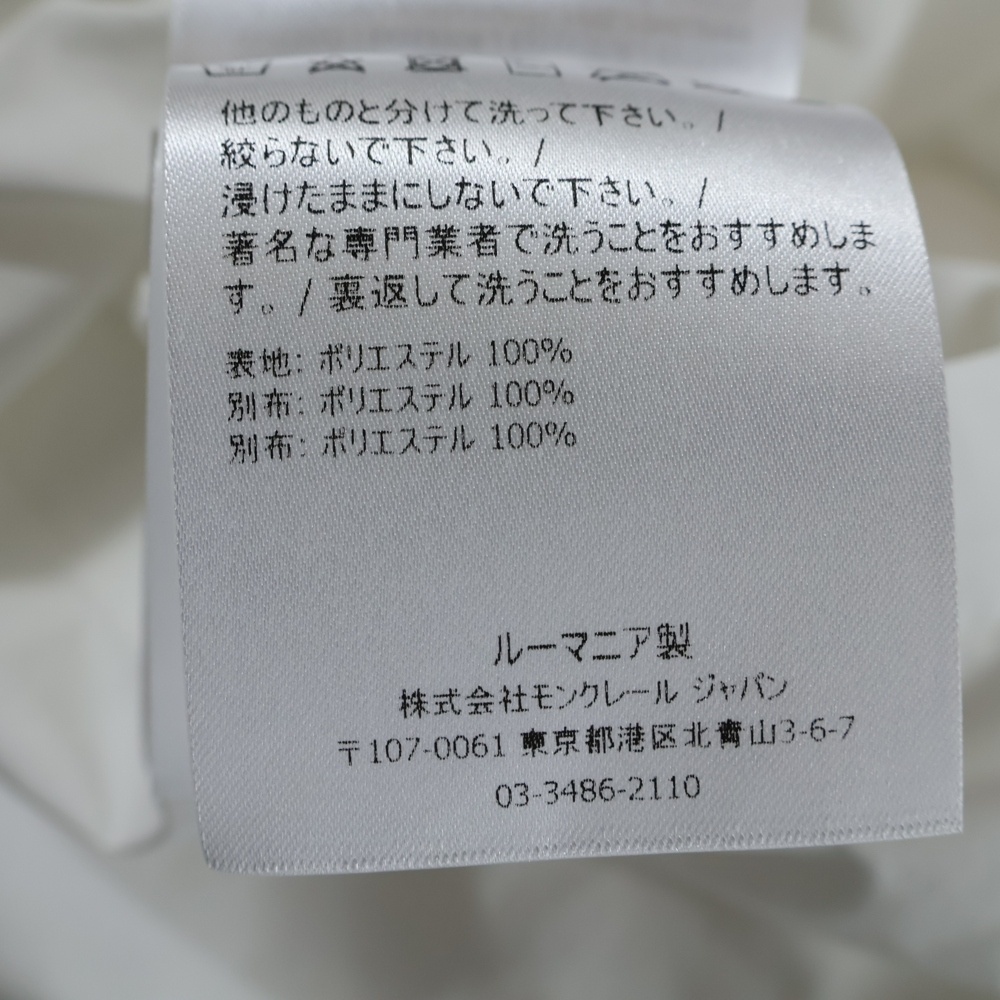 他のものと分けて洗って下さい。/
絞らないで下さい。/
浸けたままにしないで下さい。/
著名な専門業者で洗うことをおすすめしま
す。/ 裏返して洗うことをおすすめします。
表地: ポリエステル 100%
別布: ポリエステル 100%
別布: ポリエステル 100%
ルーマニア製
株式会社モンクレール ジャパン
〒107-0061 東京都港区北青山3-6-7
03-3486-2110